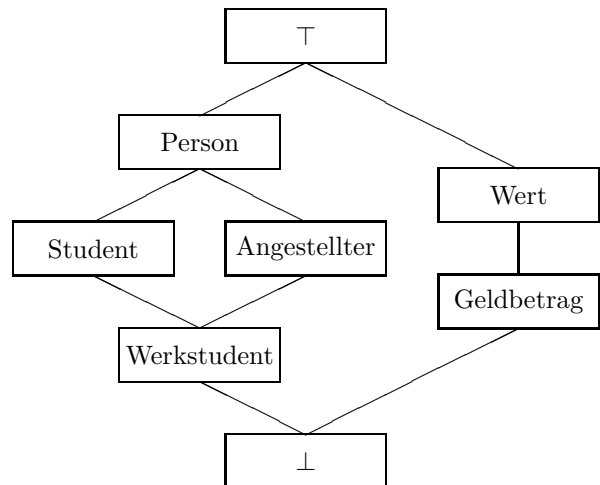 ⊤
Person
Wert
Student
Angestellter
Geldbetrag
Werkstudent
⊥